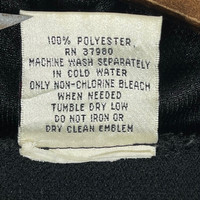 100% POLYESTER
RN 37980
MACHINE WASH SEPARATELY
IN COLD WATER
ONLY NON-CHLORINE BLEACH
WHEN NEEDED
TUMBLE DRY LOW
DO NOT IRON OR
DRY CLEAN EMBLEM